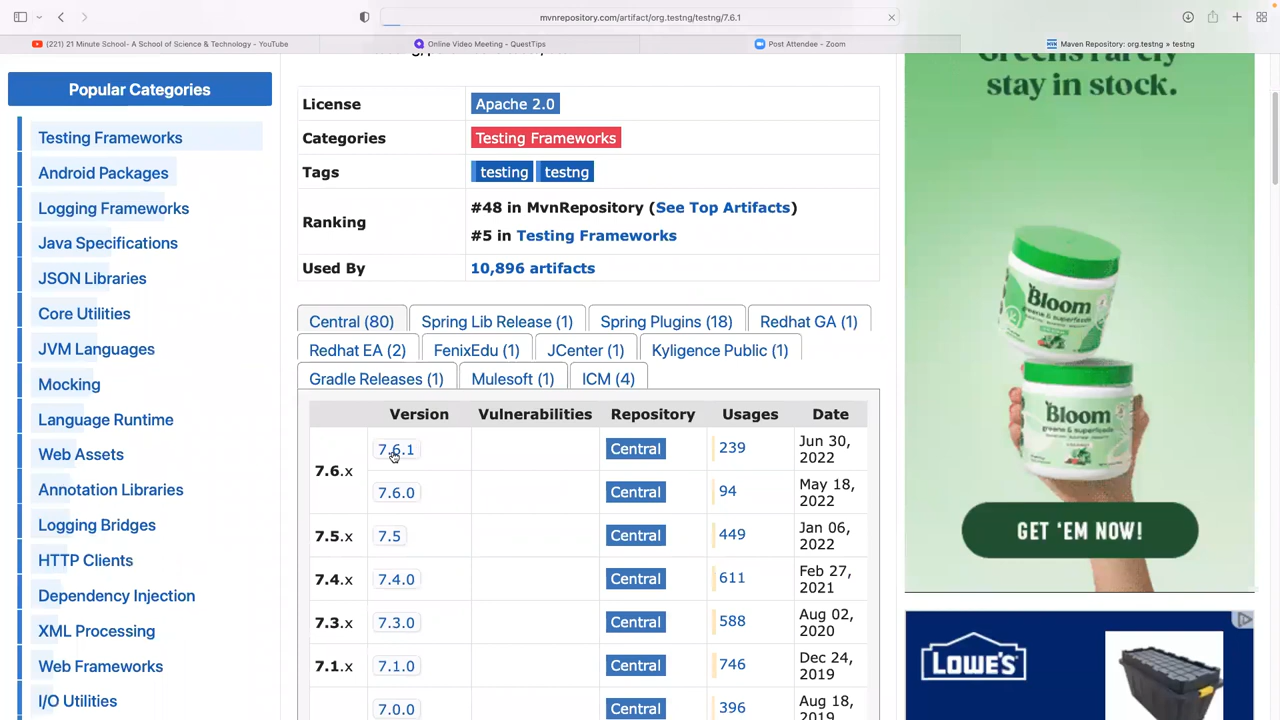 mvnrepository.com/artifact/org.testng/testng/7.6.1
(221) 21 Minute School- A School of Science & Technology - YouTube
Online Video Meeting - QuestTips
Post Attendee - Zoom
Maven Repository: org.testng » testng
Popular Categories
Testing Frameworks
Android Packages
Logging Frameworks
Java Specifications
JSON Libraries
Core Utilities
JVM Languages
Mocking
Language Runtime
Web Assets
Annotation Libraries
Logging Bridges
HTTP Clients
Dependency Injection
XML Processing
Web Frameworks
I/O Utilities
License Apache 2.0
Categories Testing Frameworks
Tags testing testng
Ranking #48 in MvnRepository (See Top Artifacts)
#5 in Testing Frameworks
Used By 10,896 artifacts
Central (80) Spring Lib Release (1) Spring Plugins (18) Redhat GA (1)
Redhat EA (2) FenixEdu (1) JCenter (1) Kyligence Public (1)
Gradle Releases (1) Mulesoft (1) ICM (4)
Version Vulnerabilities Repository Usages Date
7.6.x 7.6.1 Central 239 Jun 30, 2022
7.6.0 Central 94 May 18, 2022
7.5.x 7.5 Central 449 Jan 06, 2022
7.4.x 7.4.0 Central 611 Feb 27, 2021
7.3.x 7.3.0 Central 588 Aug 02, 2020
7.1.x 7.1.0 Central 746 Dec 24, 2019
7.0.0 Central 396 Aug 18, 2019
Greens rarely
stay in stock.
Bloom
greens & superfoods
Bloom
greens & superfoods
GET 'EM NOW!
LOWE'S